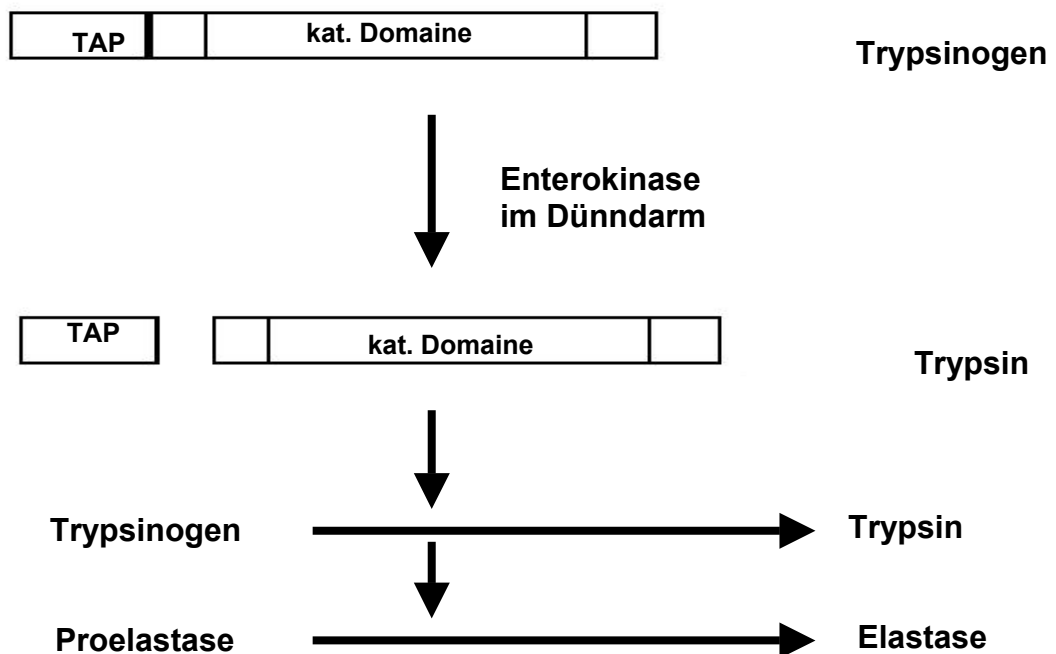 TAP
kat. Domaine
Trypsinogen
Enterokinase
im Dünndarm
TAP
kat. Domaine
Trypsin
Trypsinogen
Trypsin
Proelastase
Elastase